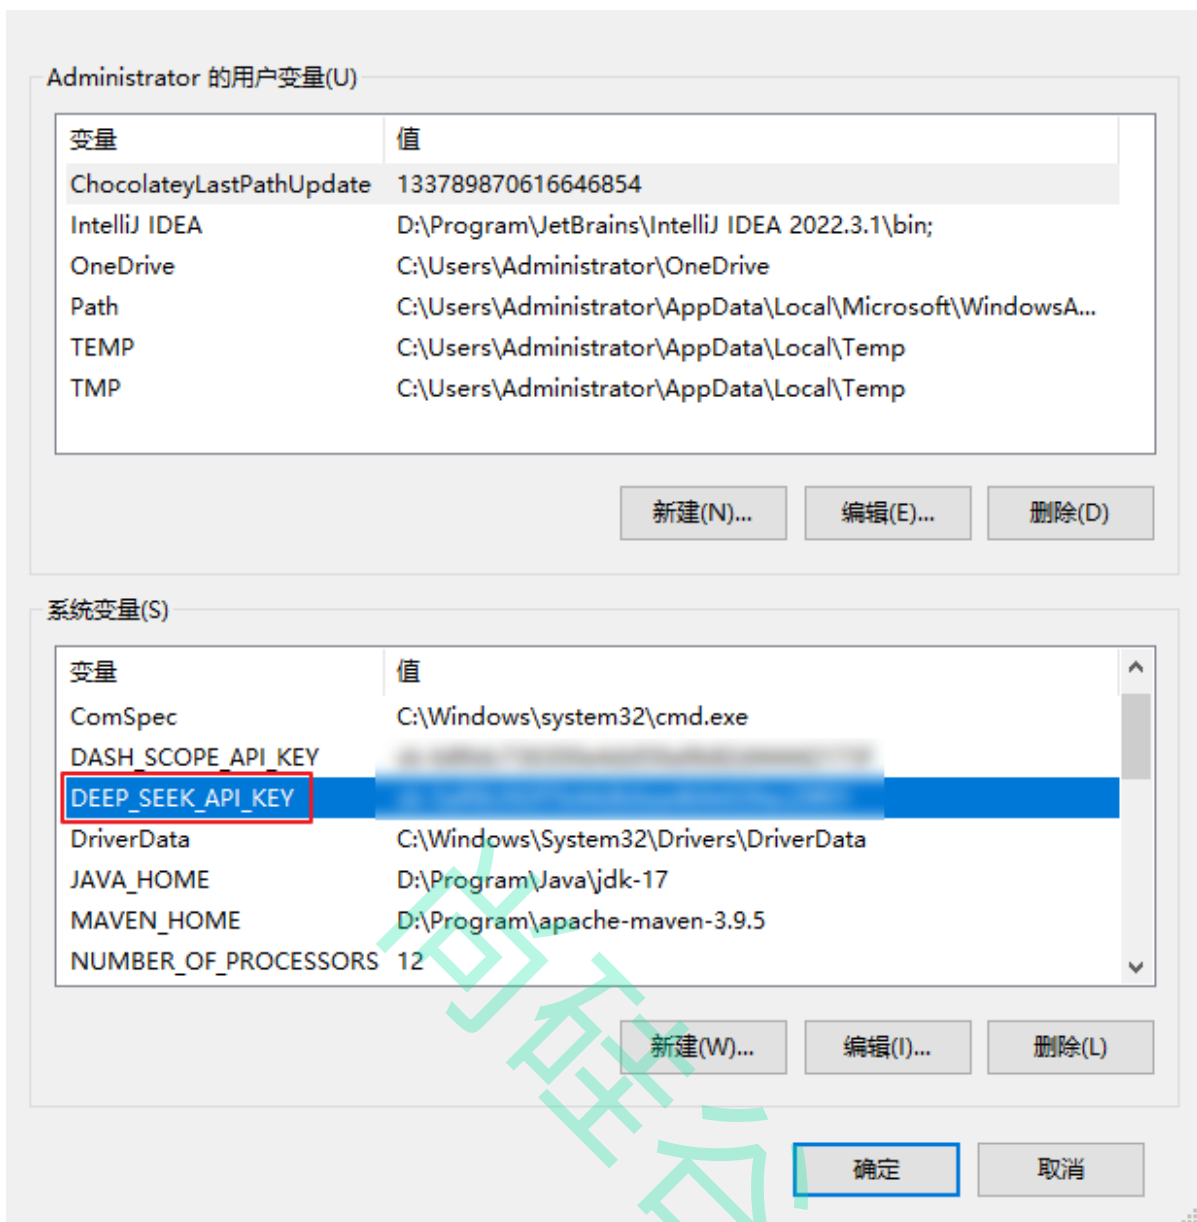 Administrator 的用户变量(U)
变量 值
ChocolateyLastPathUpdate 133789870616646854
IntelliJ IDEA D:\Program\JetBrains\IntelliJ IDEA 2022.3.1\bin;
OneDrive C:\Users\Administrator\OneDrive
Path C:\Users\Administrator\AppData\Local\Microsoft\WindowsA...
TEMP C:\Users\Administrator\AppData\Local\Temp
TMP C:\Users\Administrator\AppData\Local\Temp
新建(N)... 编辑(E)... 删除(D)
系统变量(S)
变量 值
ComSpec C:\Windows\system32\cmd.exe
DASH_SCOPE_API_KEY
DEEP_SEEK_API_KEY
DriverData C:\Windows\System32\Drivers\DriverData
JAVA_HOME D:\Program\Java\jdk-17
MAVEN_HOME D:\Program\apache-maven-3.9.5
NUMBER_OF_PROCESSORS 12
新建(W)... 编辑(I)... 删除(L)
确定 取消
尚硅谷